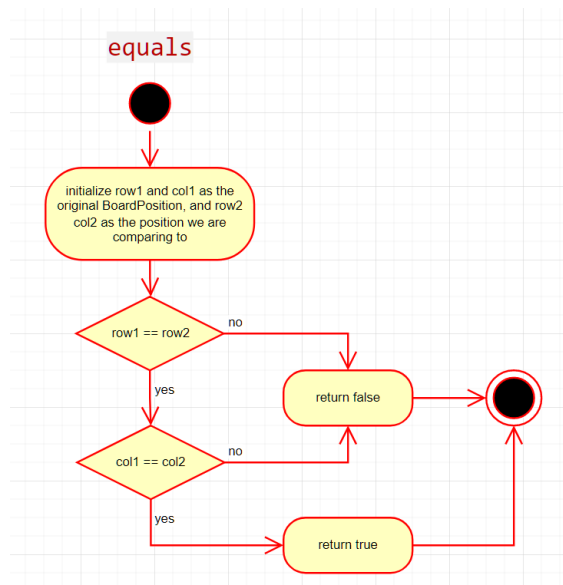 equals
initialize row1 and col1 as the
original BoardPosition, and row2
col2 as the position we are
comparing to
row1 == row2
no
yes
return false
col1 == col2
no
yes
return true